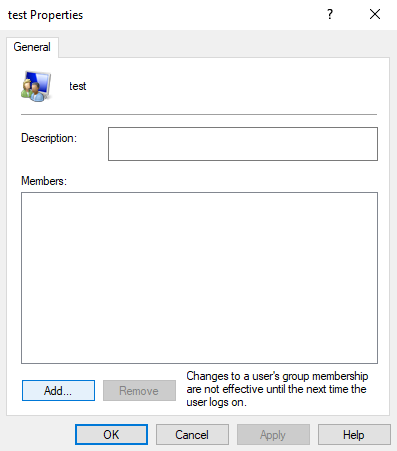 test Properties
?
General
test
Description:
Members:
Add...
Remove
Changes to a user's group membership
are not effective until the next time the
user logs on.
OK
Cancel
Apply
Help